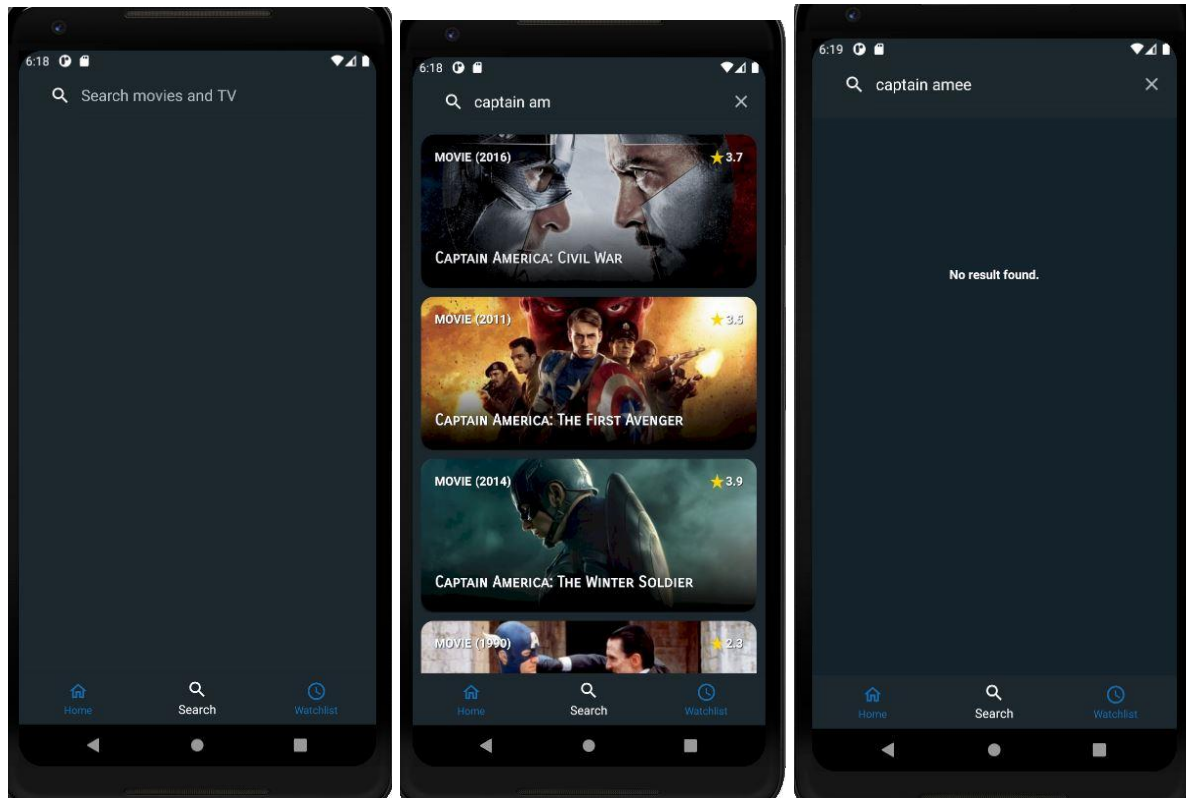 6:18
Search movies and TV
Home Search Watchlist
6:18
captain am
MOVIE (2016) 3.7
CAPTAIN AMERICA: CIVIL WAR
MOVIE (2011) 3.5
CAPTAIN AMERICA: THE FIRST AVENGER
MOVIE (2014) 3.9
CAPTAIN AMERICA: THE WINTER SOLDIER
MOVIE (1990) 2.3
Home Search Watchlist
6:19
captain amee
No result found.
Home Search Watchlist